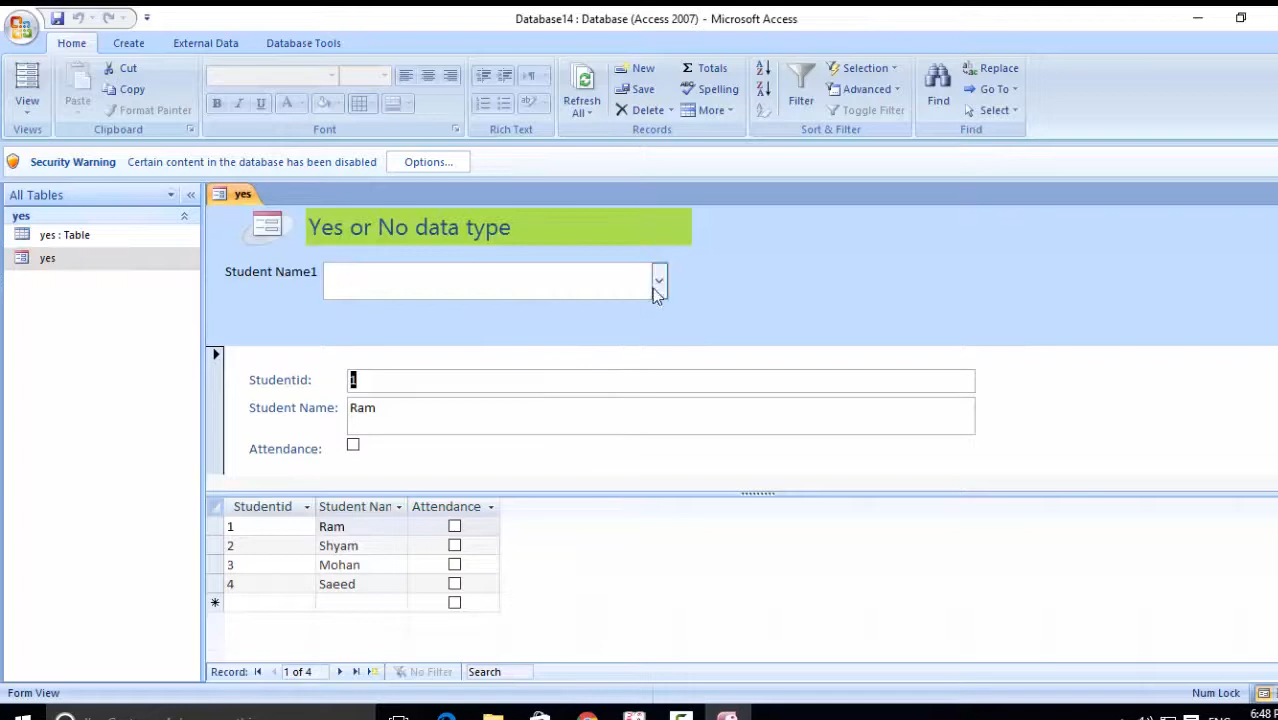 Database14 : Database (Access 2007) - Microsoft Access
Home Create External Data Database Tools
View
Views
Paste
Cut
Copy
Format Painter
Clipboard
B I U A
Font
Rich Text
Refresh All
New
Save
Delete
Totals
Spelling
More
Records
Filter
Selection
Advanced
Toggle Filter
Sort & Filter
Find
Replace
Go To
Select
Find
Security Warning Certain content in the database has been disabled Options...
All Tables
yes
yes : Table
yes
yes
Yes or No data type
Student Name1
Studentid: 1
Student Name: Ram
Attendance:
Studentid Student Nan Attendance
1 Ram
2 Shyam
3 Mohan
4 Saeed
Record: 1 of 4 No Filter Search
Form View Num Lock
ENG